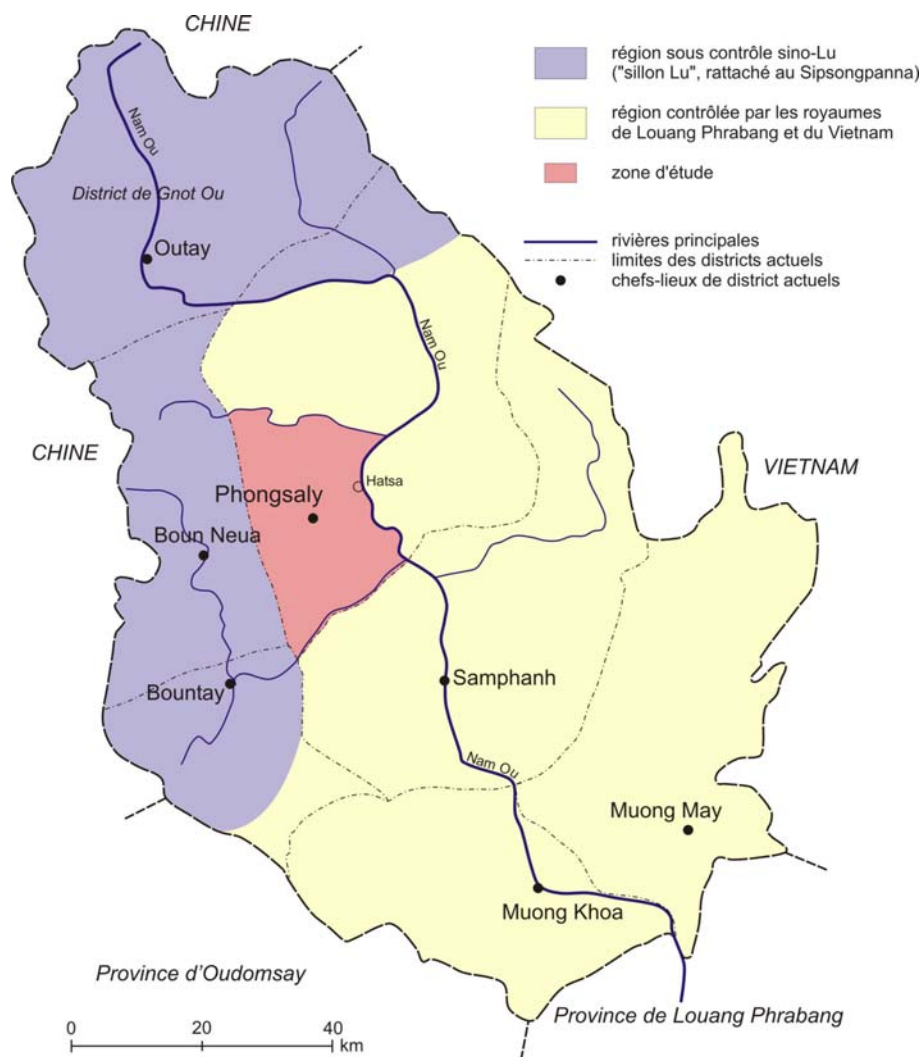 CHINE
région sous contrôle sino-Lu
("sillon Lu", rattaché au Sipsongpanna)
région contrôlée par les royaumes
de Louang Phrabang et du Vietnam
zone d'étude
rivières principales
limites des districts actuels
chefs-lieux de district actuels
Nam Ou
District de Gnot Ou
Outay
Nam Ou
CHINE
VIETNAM
Hatsa
Phongsaly
Boun Neua
Bountay
Samphanh
Nam Ou
Muong May
Muong Khoa
Province d'Oudomsay
Province de Louang Phrabang
0 20 40
km